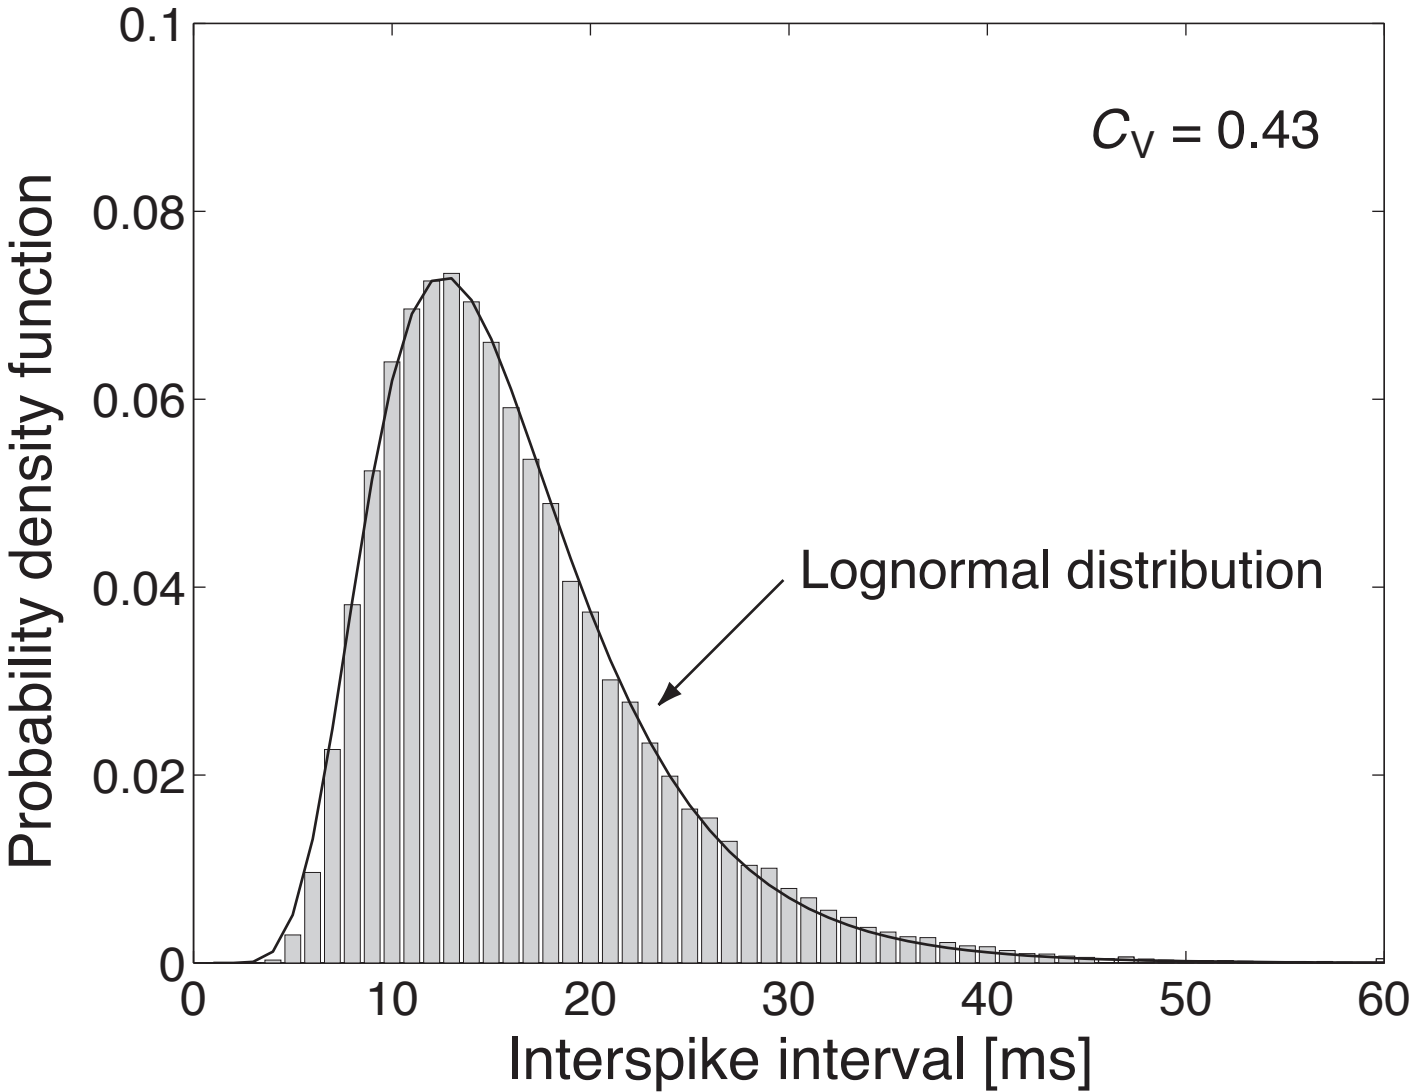 0.1
0.08
0.06
0.04
0.02
0
Probability density function
C_V = 0.43
Lognormal distribution
0 10 20 30 40 50 60
Interspike interval [ms]